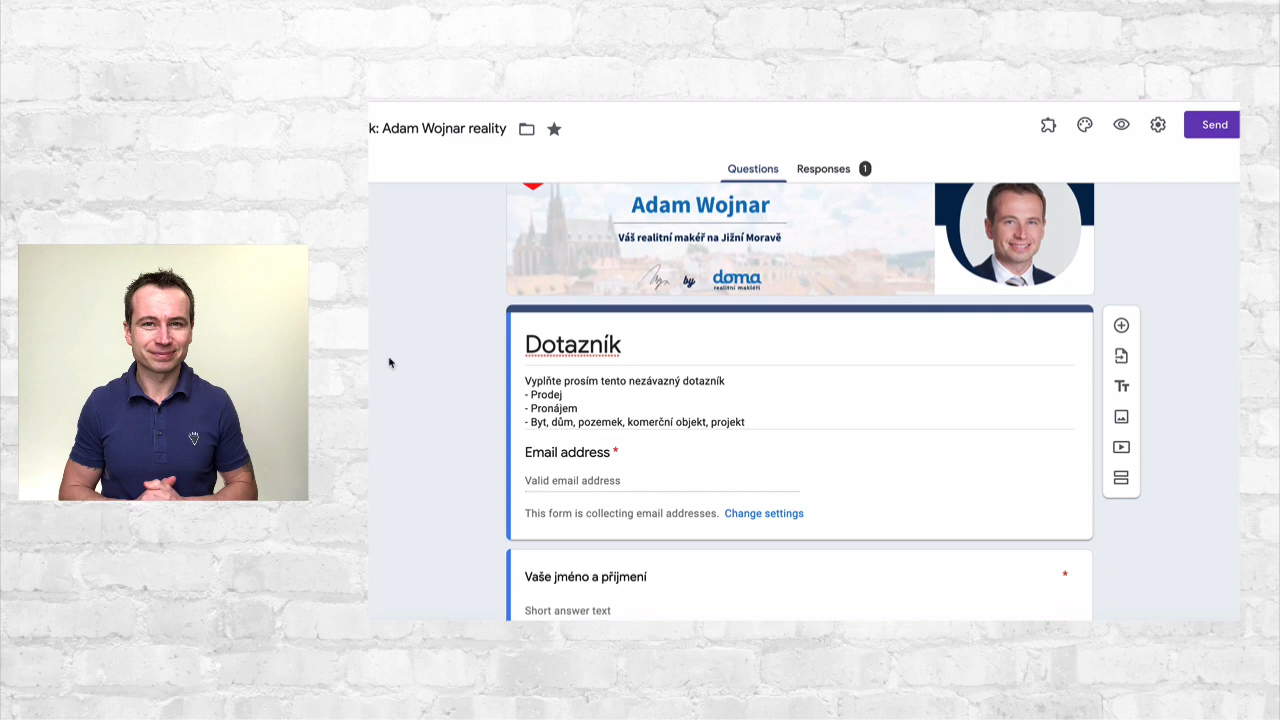 k: Adam Wojnar reality
Send
Questions
Responses 1
Adam Wojnar
Váš realitní makéř na Jižní Moravě
by doma
realitní makléři
Dotazník
Vyplňte prosím tento nezávazný dotazník
- Prodej
- Pronájem
- Byt, dům, pozemek, komerční objekt, projekt
Email address *
Valid email address
This form is collecting email addresses. Change settings
Vaše jméno a příjmení *
Short answer text